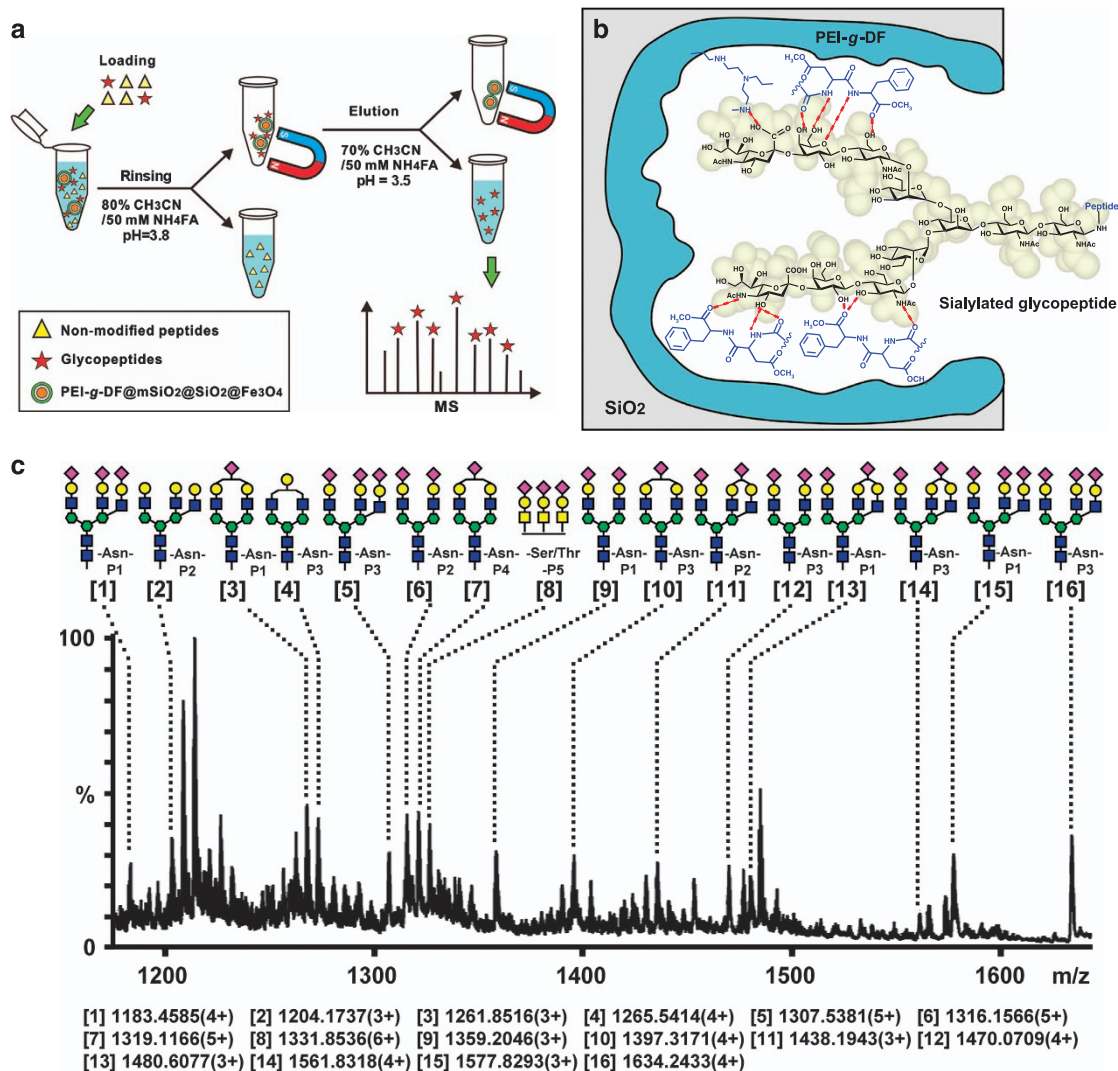 a
Loading
Rinsing
80% CH3CN
/50 mM NH4FA
pH=3.8
S
N
Elution
70% CH3CN
/50 mM NH4FA
pH = 3.5
S
N
Non-modified peptides
Glycopeptides
PEI-g-DF@mSiO2@SiO2@Fe3O4
MS
b
PEI-g-DF
Peptide
Sialylated glycopeptide
SiO2
c
-Asn-
P1
-Asn-
P2
-Asn-
P1
-Asn-
P3
-Asn-
P3
-Asn-
P2
-Asn-
P4
-Ser/Thr
-P5
-Asn-
P1
-Asn-
P3
-Asn-
P2
-Asn-
P3
-Asn-
P1
-Asn-
P3
-Asn-
P1
-Asn-
P3
[1] [2] [3] [4] [5] [6] [7] [8] [9] [10] [11] [12] [13] [14] [15] [16]
100
%
0
1200 1300 1400 1500 1600 m/z
[1] 1183.4585(4+) [2] 1204.1737(3+) [3] 1261.8516(3+) [4] 1265.5414(4+) [5] 1307.5381(5+) [6] 1316.1566(5+)
[7] 1319.1166(5+) [8] 1331.8536(6+) [9] 1359.2046(3+) [10] 1397.3171(4+) [11] 1438.1943(3+) [12] 1470.0709(4+)
[13] 1480.6077(3+) [14] 1561.8318(4+) [15] 1577.8293(3+) [16] 1634.2433(4+)